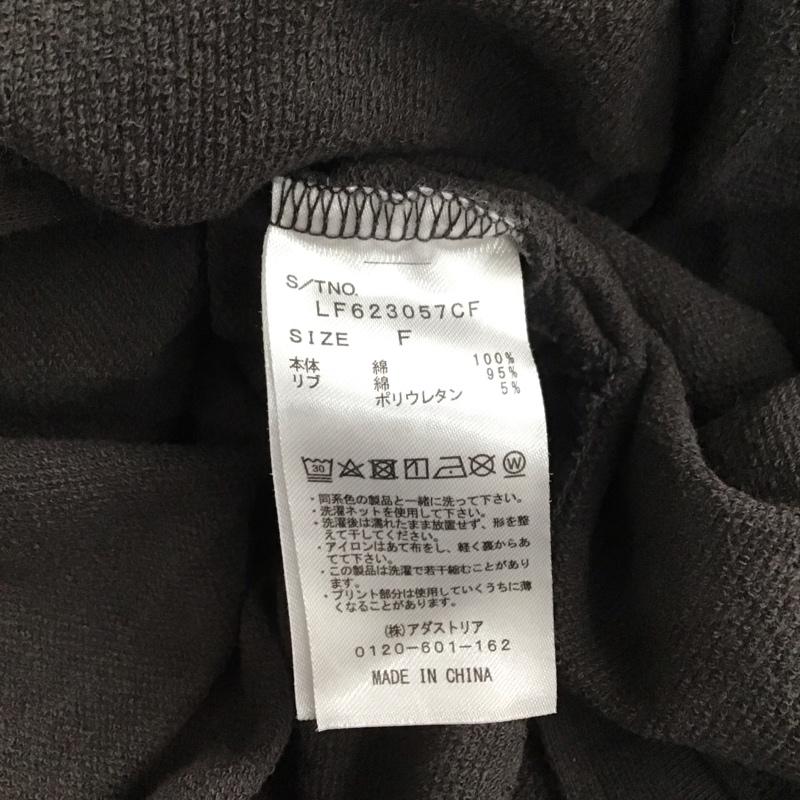 S/TNO.
LF623057CF
SIZE F
本体 綿 100%
リブ 綿 95%
ポリウレタン 5%
30 W
・同系色の製品と一緒に洗って下さい。
・洗濯ネットを使用して下さい。
・洗濯後は濡れたまま放置せず、形を整
えて干してください。
・アイロンはあて布をし、軽く裏からあ
てて下さい。
・この製品は洗濯で若干縮むことがあり
ます。
・プリント部分は使用していくうちに薄
くなることがあります。
(株)アダストリア
0120-601-162
MADE IN CHINA